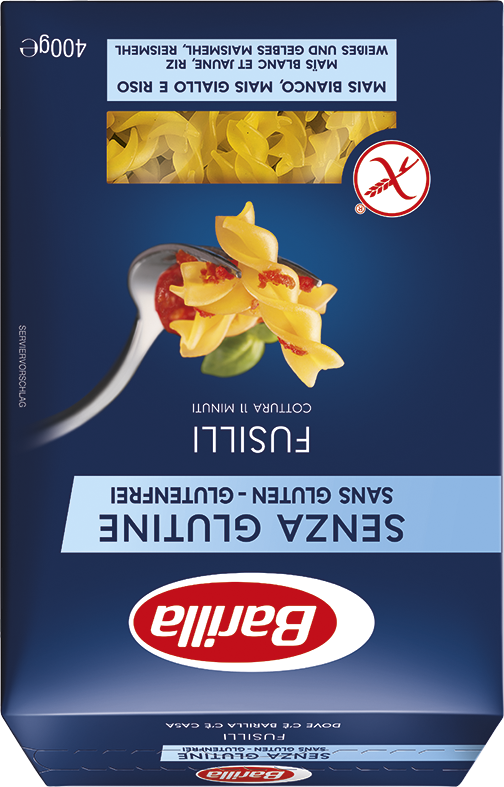 Barilla
SENZA GLUTINE
SANS GLUTEN - GLUTENFREI
FUSILLI
DOVE C'È BARILLA C'È CASA
Barilla
SENZA GLUTINE
SANS GLUTEN - GLUTENFREI
FUSILLI
COTTURA 11 MINUTI
SERVIERVORSCHLAG
®
MAIS BIANCO, MAIS GIALLO E RISO
MAÏS BLANC ET JAUNE, RIZ
WEIßES UND GELBES MAISMEHL, REISMEHL
400g℮